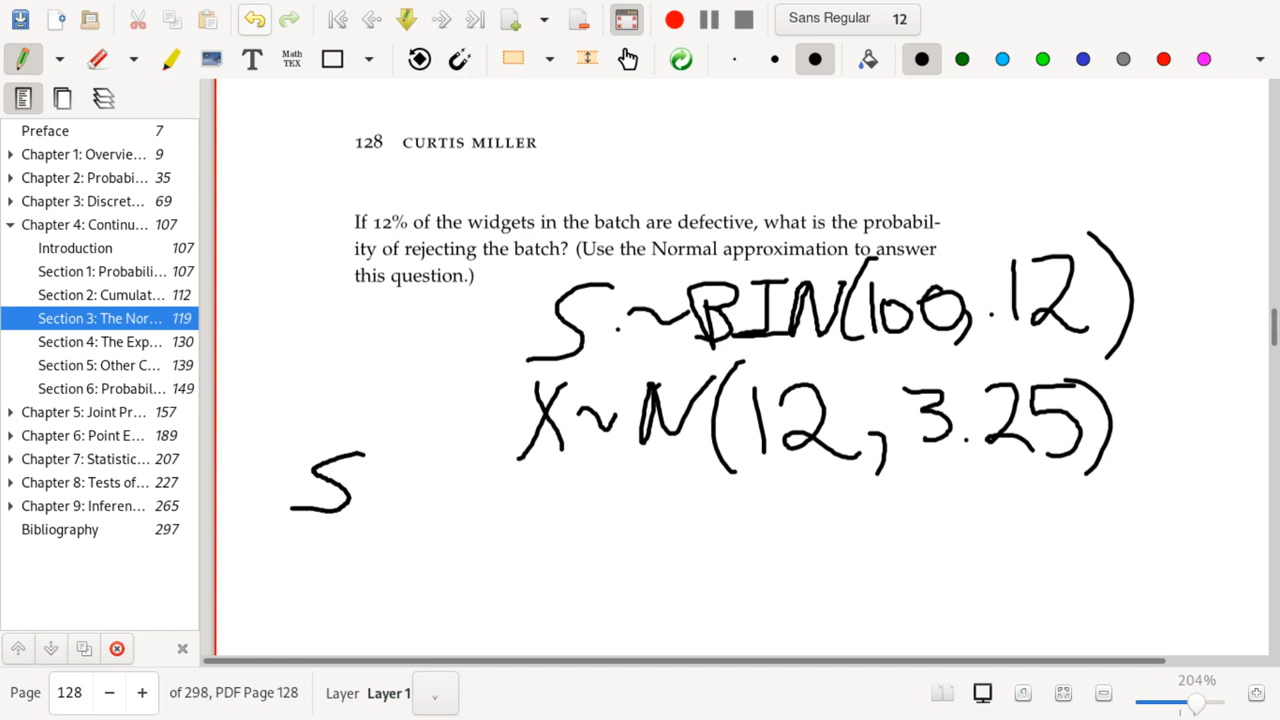 Sans Regular 12
T Math TEX
Preface 7
Chapter 1: Overvie... 9
Chapter 2: Probabi... 35
Chapter 3: Discret... 69
Chapter 4: Continu... 107
Introduction 107
Section 1: Probabili... 107
Section 2: Cumulat... 112
Section 3: The Nor... 119
Section 4: The Exp... 130
Section 5: Other C... 139
Section 6: Probabil... 149
Chapter 5: Joint Pr... 157
Chapter 6: Point E... 189
Chapter 7: Statistic... 207
Chapter 8: Tests of... 227
Chapter 9: Inferen... 265
Bibliography 297
128 CURTIS MILLER
If 12% of the widgets in the batch are defective, what is the probabil-
ity of rejecting the batch? (Use the Normal approximation to answer
this question.)
S.~BIN(100, .12)
X~N(12, 3.25)
S
Page 128 of 298, PDF Page 128 Layer Layer 1 204%